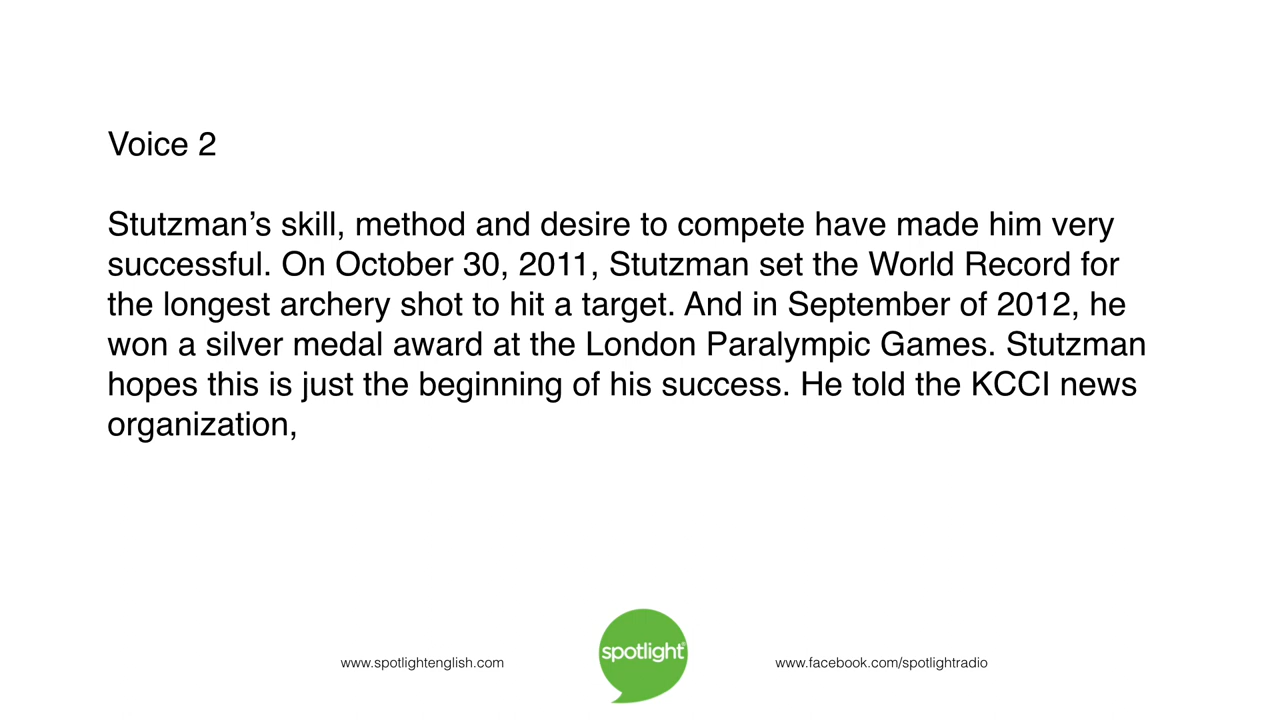 Voice 2
Stutzman’s skill, method and desire to compete have made him very
successful. On October 30, 2011, Stutzman set the World Record for
the longest archery shot to hit a target. And in September of 2012, he
won a silver medal award at the London Paralympic Games. Stutzman
hopes this is just the beginning of his success. He told the KCCI news
organization,
www.spotlightenglish.com
spotlight
www.facebook.com/spotlightradio